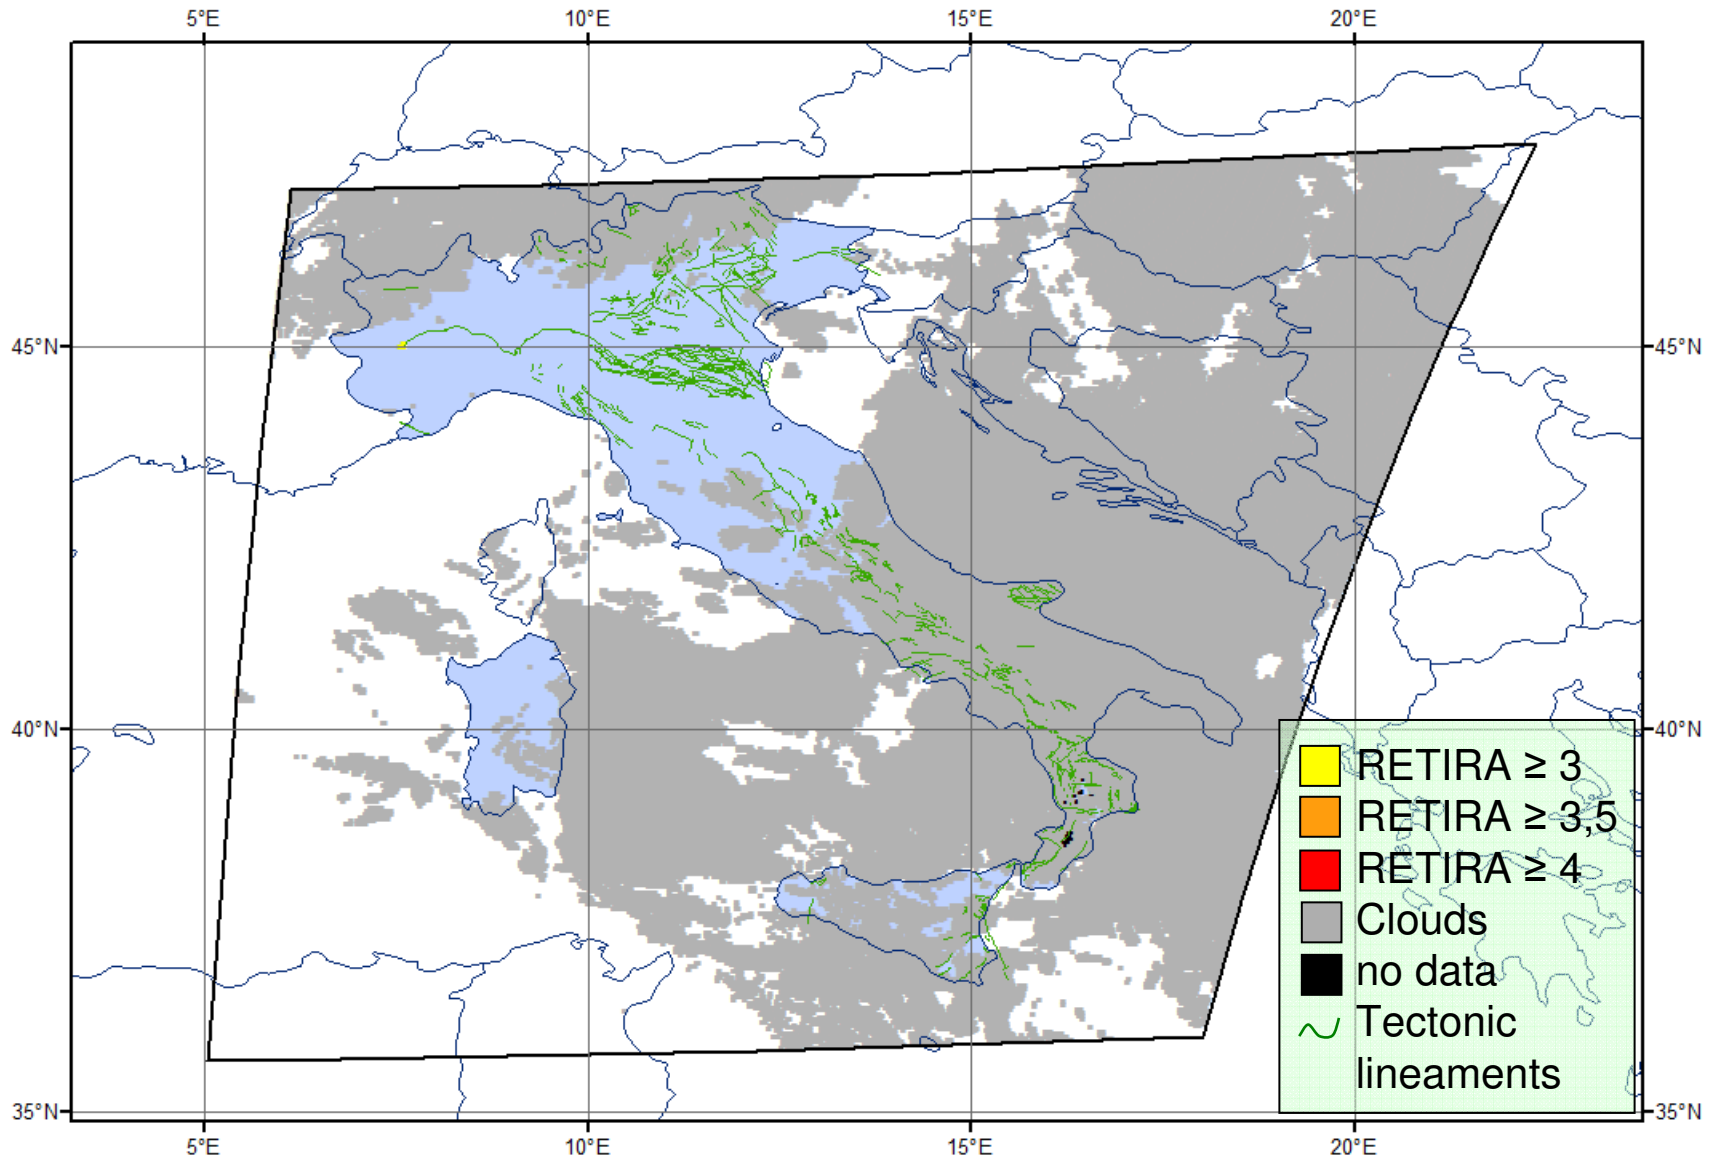 5°E 10°E 15°E 20°E
45°N 45°N
40°N 40°N
RETIRA ≥ 3
RETIRA ≥ 3,5
RETIRA ≥ 4
Clouds
no data
Tectonic
lineaments
35°N 35°N
5°E 10°E 15°E 20°E